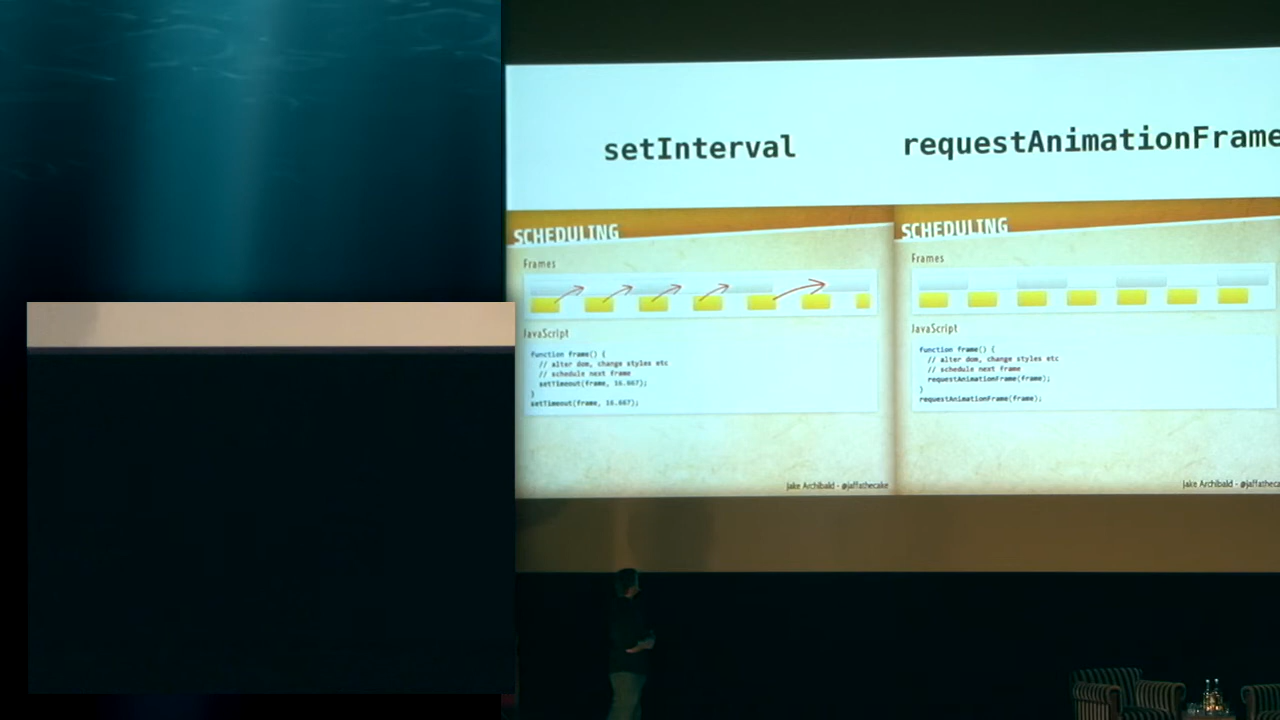 setInterval
requestAnimationFrame
SCHEDULING
Frames
JavaScript
function frame() {
// alter dom, change styles etc
// schedule next frame
setTimeout(frame, 16.667);
}
setTimeout(frame, 16.667);
Jake Archibald - @jaffathecake
SCHEDULING
Frames
JavaScript
function frame() {
// alter dom, change styles etc
// schedule next frame
requestAnimationFrame(frame);
}
requestAnimationFrame(frame);
Jake Archibald - @jaffatheca